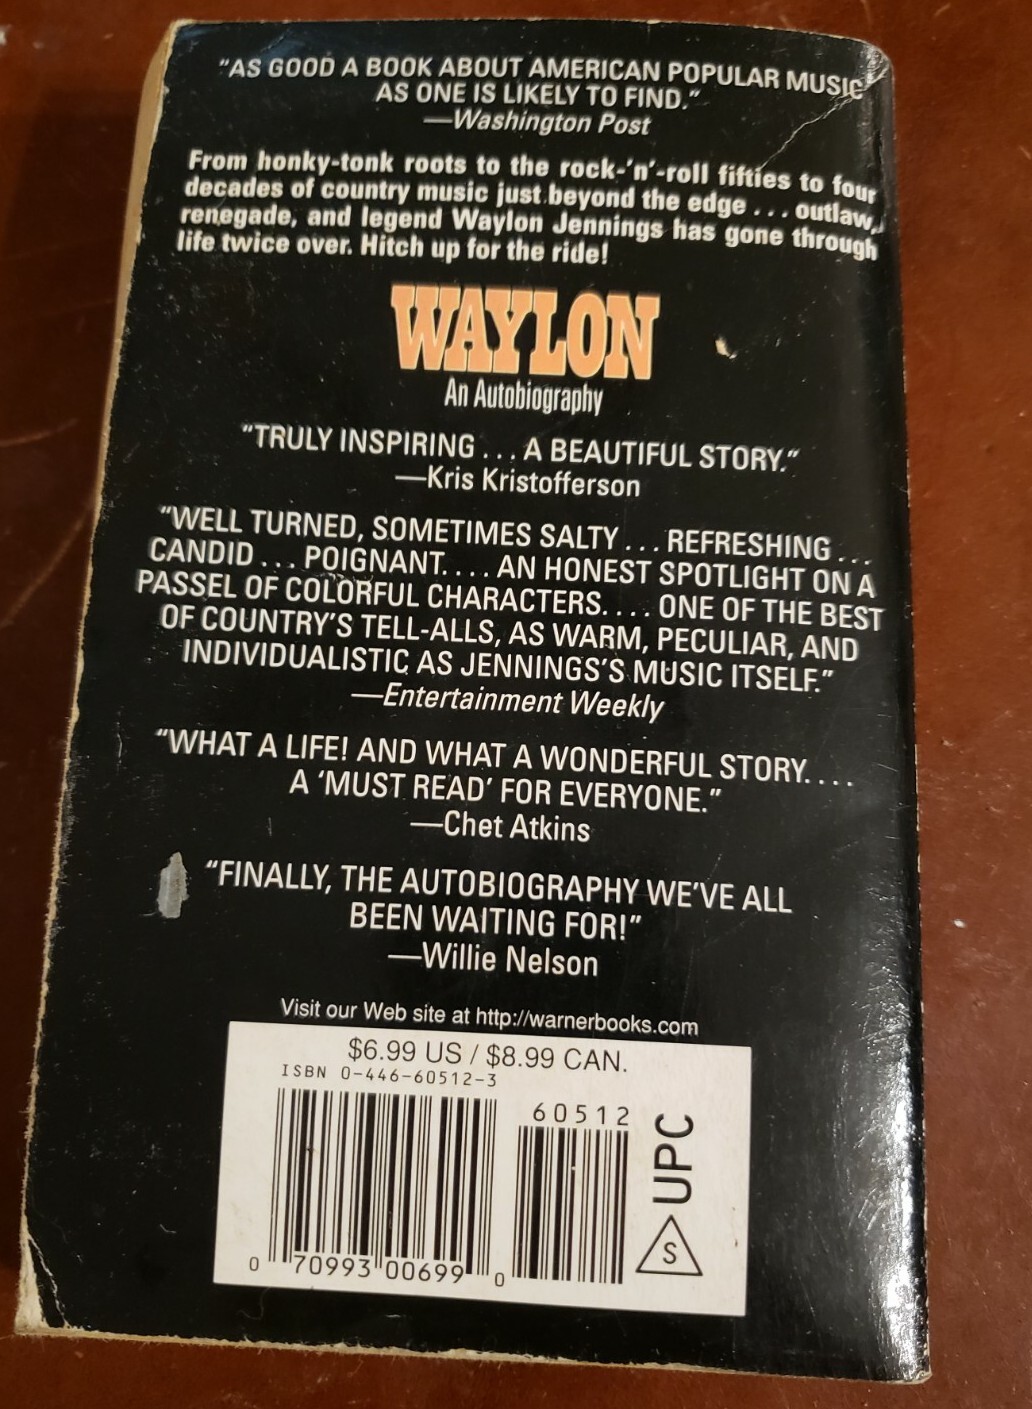 "AS GOOD A BOOK ABOUT AMERICAN POPULAR MUSIC
AS ONE IS LIKELY TO FIND."
—Washington Post
From honky-tonk roots to the rock-'n'-roll fifties to four
decades of country music just beyond the edge . . . outlaw,
renegade, and legend Waylon Jennings has gone through
life twice over. Hitch up for the ride!
WAYLON
An Autobiography
"TRULY INSPIRING . . . A BEAUTIFUL STORY."
—Kris Kristofferson
"WELL TURNED, SOMETIMES SALTY . . . REFRESHING . . .
CANDID . . . POIGNANT. . . . AN HONEST SPOTLIGHT ON A
PASSEL OF COLORFUL CHARACTERS. . . . ONE OF THE BEST
OF COUNTRY'S TELL-ALLS, AS WARM, PECULIAR, AND
INDIVIDUALISTIC AS JENNINGS'S MUSIC ITSELF."
—Entertainment Weekly
"WHAT A LIFE! AND WHAT A WONDERFUL STORY. . . .
A 'MUST READ' FOR EVERYONE."
—Chet Atkins
"FINALLY, THE AUTOBIOGRAPHY WE'VE ALL
BEEN WAITING FOR!"
—Willie Nelson
Visit our Web site at http://warnerbooks.com
$6.99 US / $8.99 CAN.
ISBN 0-446-60512-3
60512
UPC
S
0 70993 00699 0